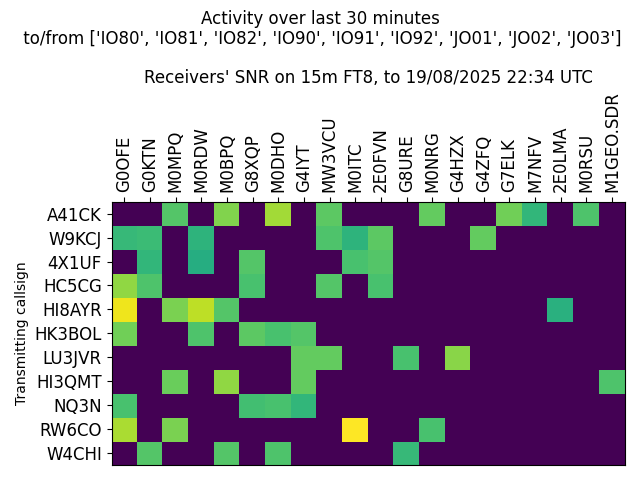 Activity over last 30 minutes
to/from ['IO80', 'IO81', 'IO82', 'IO90', 'IO91', 'IO92', 'JO01', 'JO02', 'JO03']
Receivers' SNR on 15m FT8, to 19/08/2025 22:34 UTC
G0OFE
G0KTN
M0MPQ
M0RDW
M0BPQ
G8XQP
M0DHO
G4IYT
MW3VCU
M0ITC
2E0FVN
G8URE
M0NRG
G4HZX
G4ZFQ
G7ELK
M7NFV
2E0LMA
M0RSU
M1GEO.SDR
Transmitting callsign
A41CK
W9KCJ
4X1UF
HC5CG
HI8AYR
HK3BOL
LU3JVR
HI3QMT
NQ3N
RW6CO
W4CHI